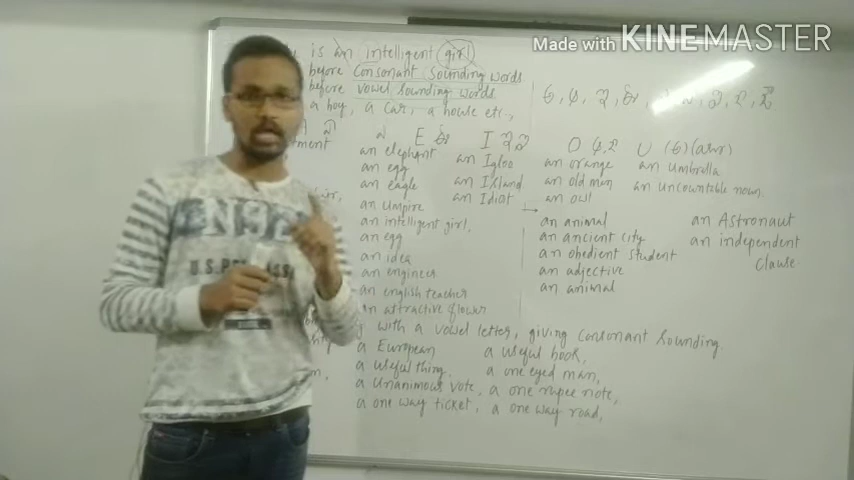 Made with KINEMASTER
is an intelligent girl
before Consonant Sounding words
before vowel sounding words
a boy, a car, a house etc.,
E
I
O
U
an elephant
an egg
an eagle
an Umpire
an intelligent girl.
an egg
an idea
an engineer
an english teacher
an attractive flower
an Igloo
an Island
an Idiot
an orange
an old man
an owl
an umbrella
an uncountable noun.
an animal
an ancient city
an obedient student
an adjective
an animal
an Astronaut
an independent
clause
with a vowel letter, giving consonant sounding.
a European
a useful book,
a useful thing.
a one eyed man,
a Unanimous vote,
a one rupee note,
a one way ticket,
a one way road,
U.S. POL